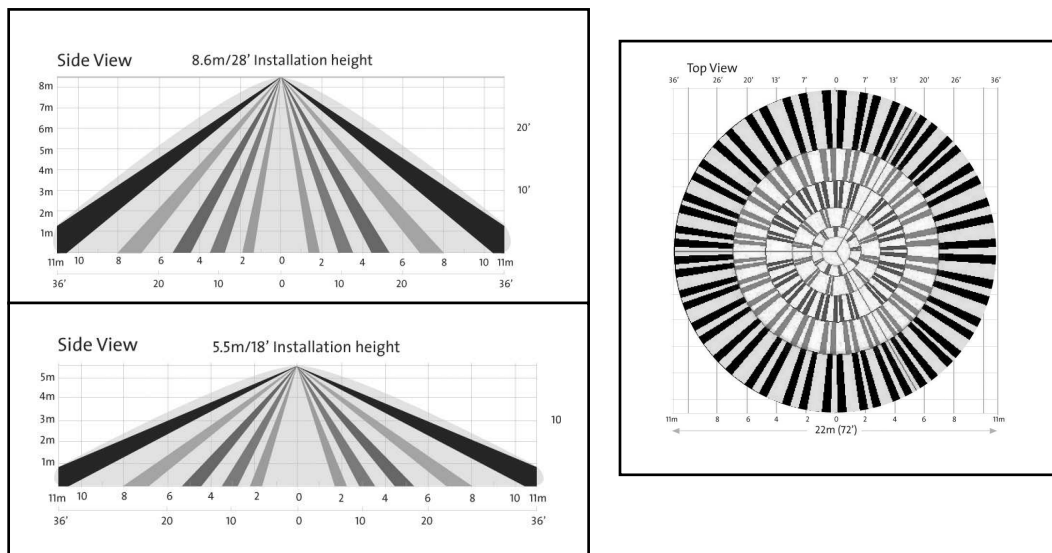 Side View 8.6m/28' Installation height
8m
7m
6m
5m
4m
3m
2m
1m
20'
10'
11m 10 8 6 4 2 0 2 4 6 8 10 11m
36' 20 10 0 10 20 36'
Side View 5.5m/18' Installation height
5m
4m
3m
2m
1m
10
11m 10 8 6 4 2 0 2 4 6 8 10 11m
36' 20 10 0 10 20 36'
Top View
36' 26' 20' 13' 7' 0 7' 13' 20' 26' 36'
11m 8 6 4 2 0 2 4 6 8 11m
22m (72')